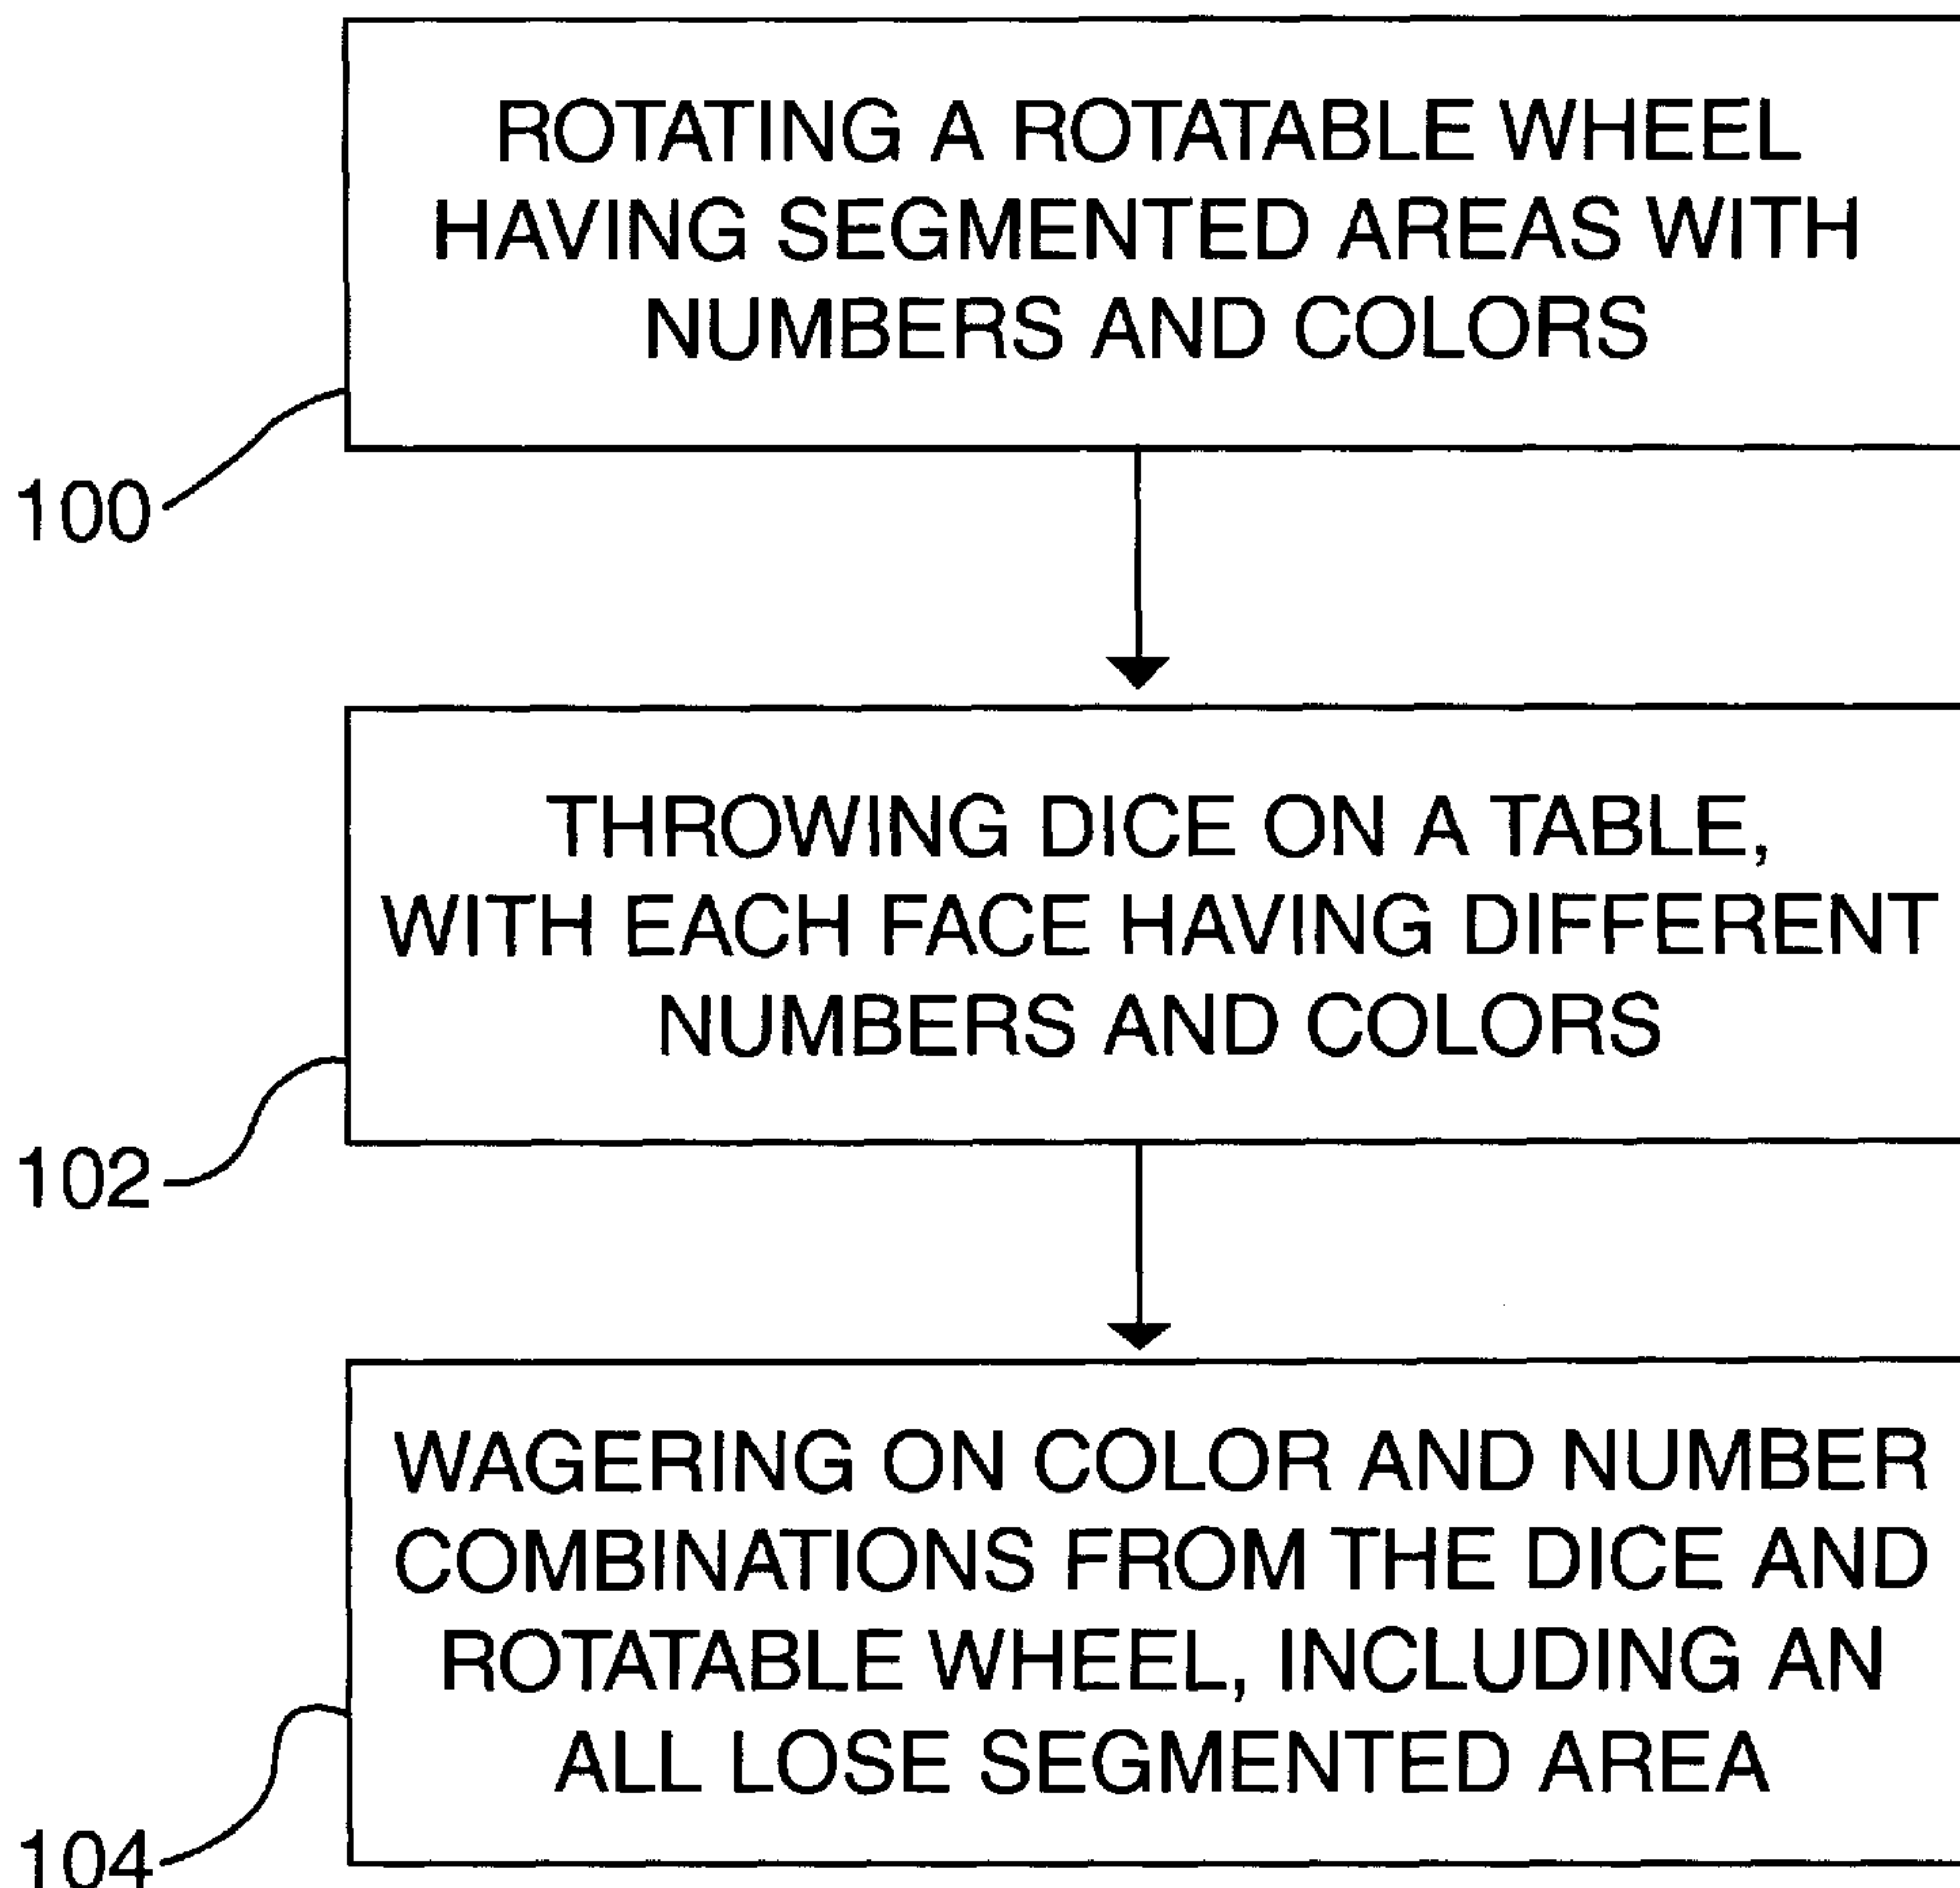 ROTATING A ROTATABLE WHEEL
HAVING SEGMENTED AREAS WITH
NUMBERS AND COLORS
100
THROWING DICE ON A TABLE,
WITH EACH FACE HAVING DIFFERENT
NUMBERS AND COLORS
102
WAGERING ON COLOR AND NUMBER
COMBINATIONS FROM THE DICE AND
ROTATABLE WHEEL, INCLUDING AN
ALL LOSE SEGMENTED AREA
104